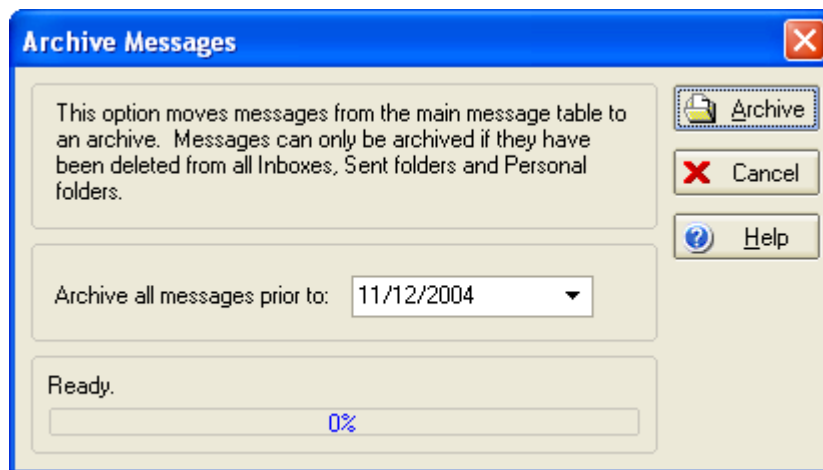 Archive Messages
This option moves messages from the main message table to
an archive. Messages can only be archived if they have
been deleted from all Inboxes, Sent folders and Personal
folders.
Archive
Cancel
Help
Archive all messages prior to: 11/12/2004
Ready.
0%